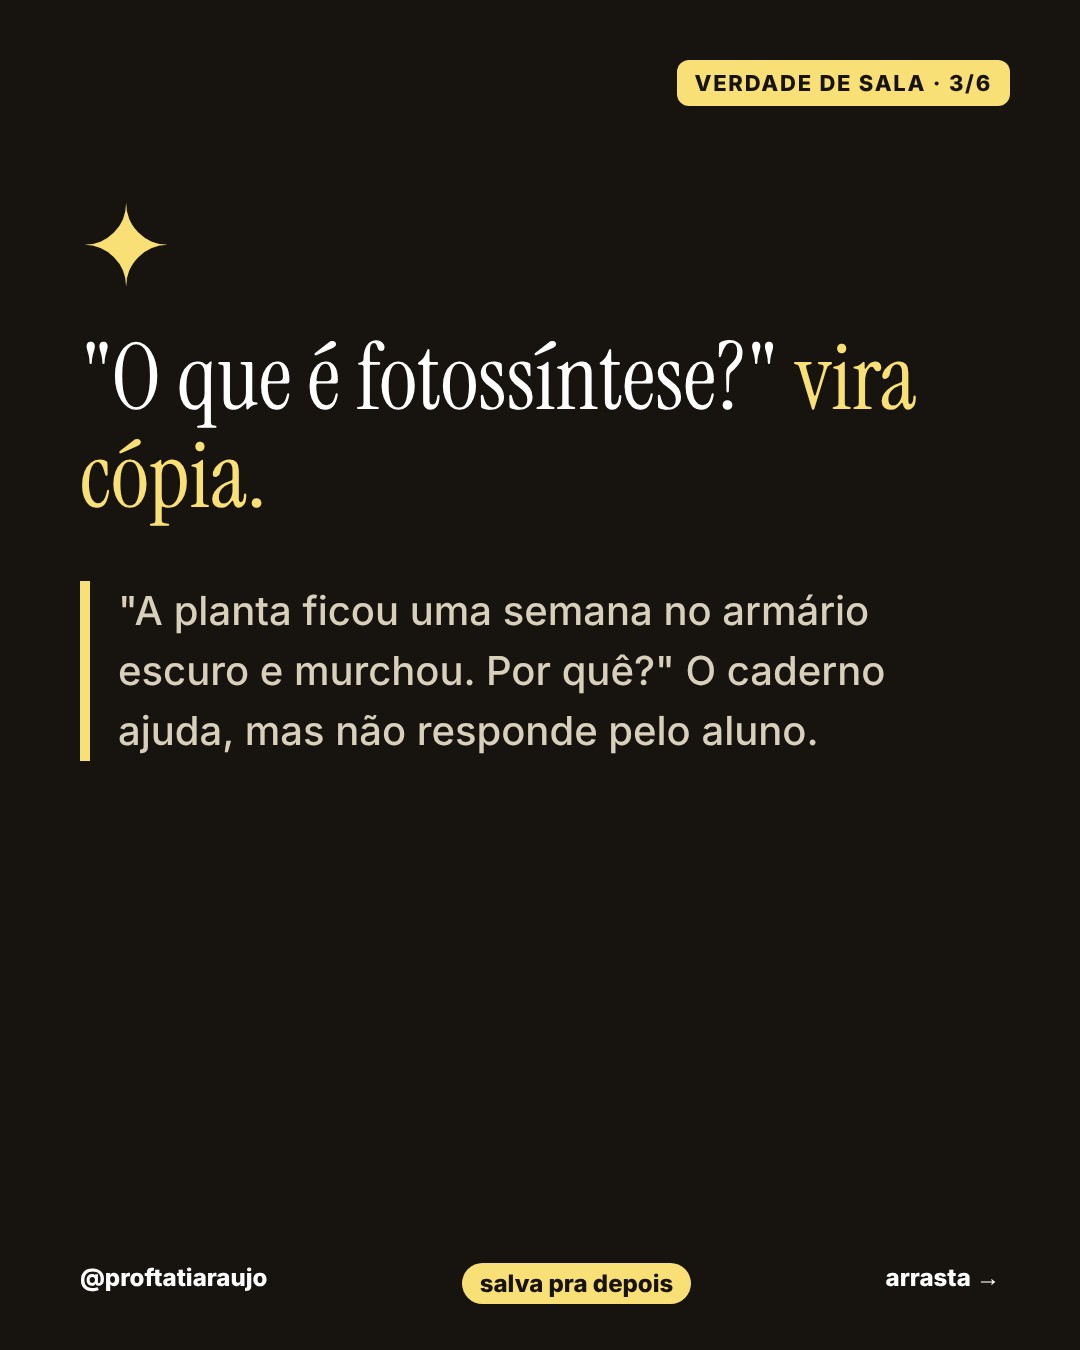 VERDADE DE SALA · 3/6
"O que é fotossíntese?" vira
cópia.
"A planta ficou uma semana no armário
escuro e murchou. Por quê?" O caderno
ajuda, mas não responde pelo aluno.
@proftatiaraujo
salva pra depois
arrasta →